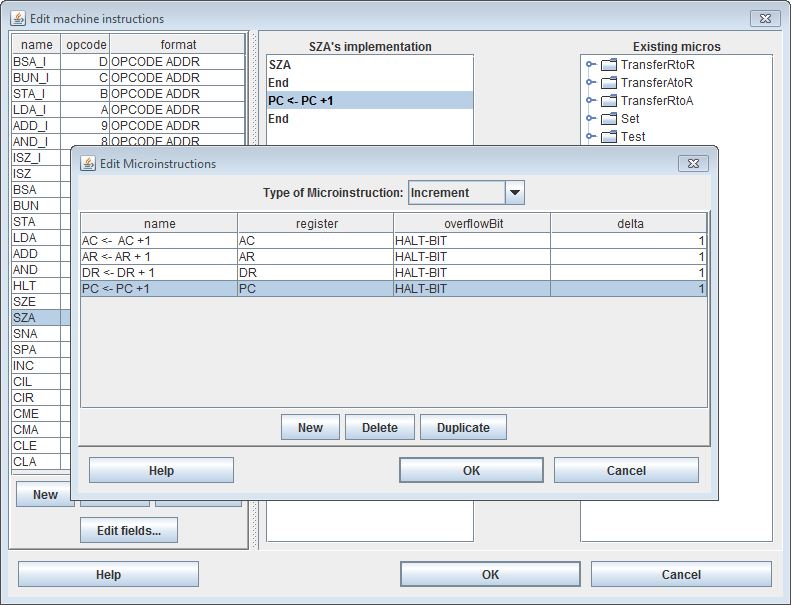 Edit machine instructions
name opcode format
BSA_I D OPCODE ADDR
BUN_I C OPCODE ADDR
STA_I B OPCODE ADDR
LDA_I A OPCODE ADDR
ADD_I 9 OPCODE ADDR
AND_I 8 OPCODE ADDR
ISZ_I
ISZ
BSA
BUN
STA
LDA
ADD
AND
HLT
SZE
SZA
SNA
SPA
INC
CIL
CIR
CME
CMA
CLE
CLA
New
Edit fields...
SZA's implementation
SZA
End
PC <- PC +1
End
Existing micros
TransferRtoR
TransferAtoR
TransferRtoA
Set
Test
Edit Microinstructions
Type of Microinstruction: Increment
name register overflowBit delta
AC <- AC +1 AC HALT-BIT 1
AR <- AR + 1 AR HALT-BIT 1
DR <- DR + 1 DR HALT-BIT 1
PC <- PC +1 PC HALT-BIT 1
New Delete Duplicate
Help OK Cancel
Help OK Cancel